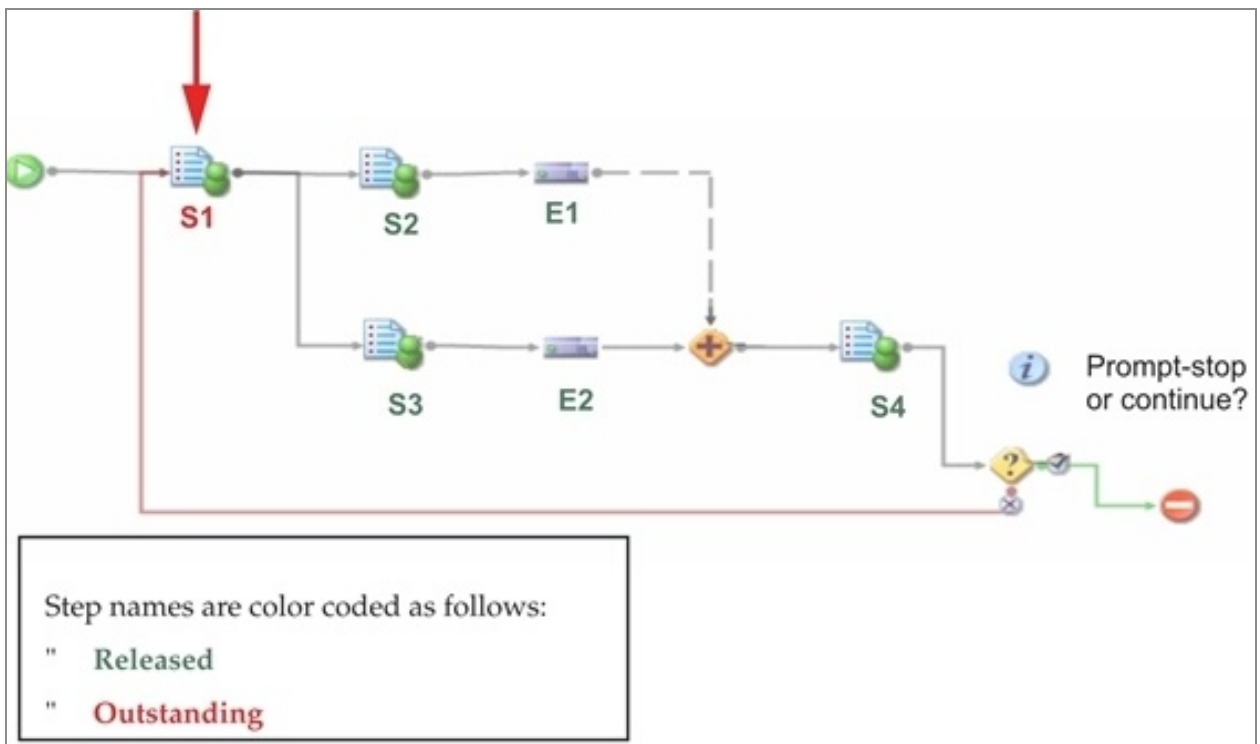 S1
S2
E1
S3
E2
S4
i
Prompt-stop
or continue?
?
Step names are color coded as follows:
" Released
" Outstanding